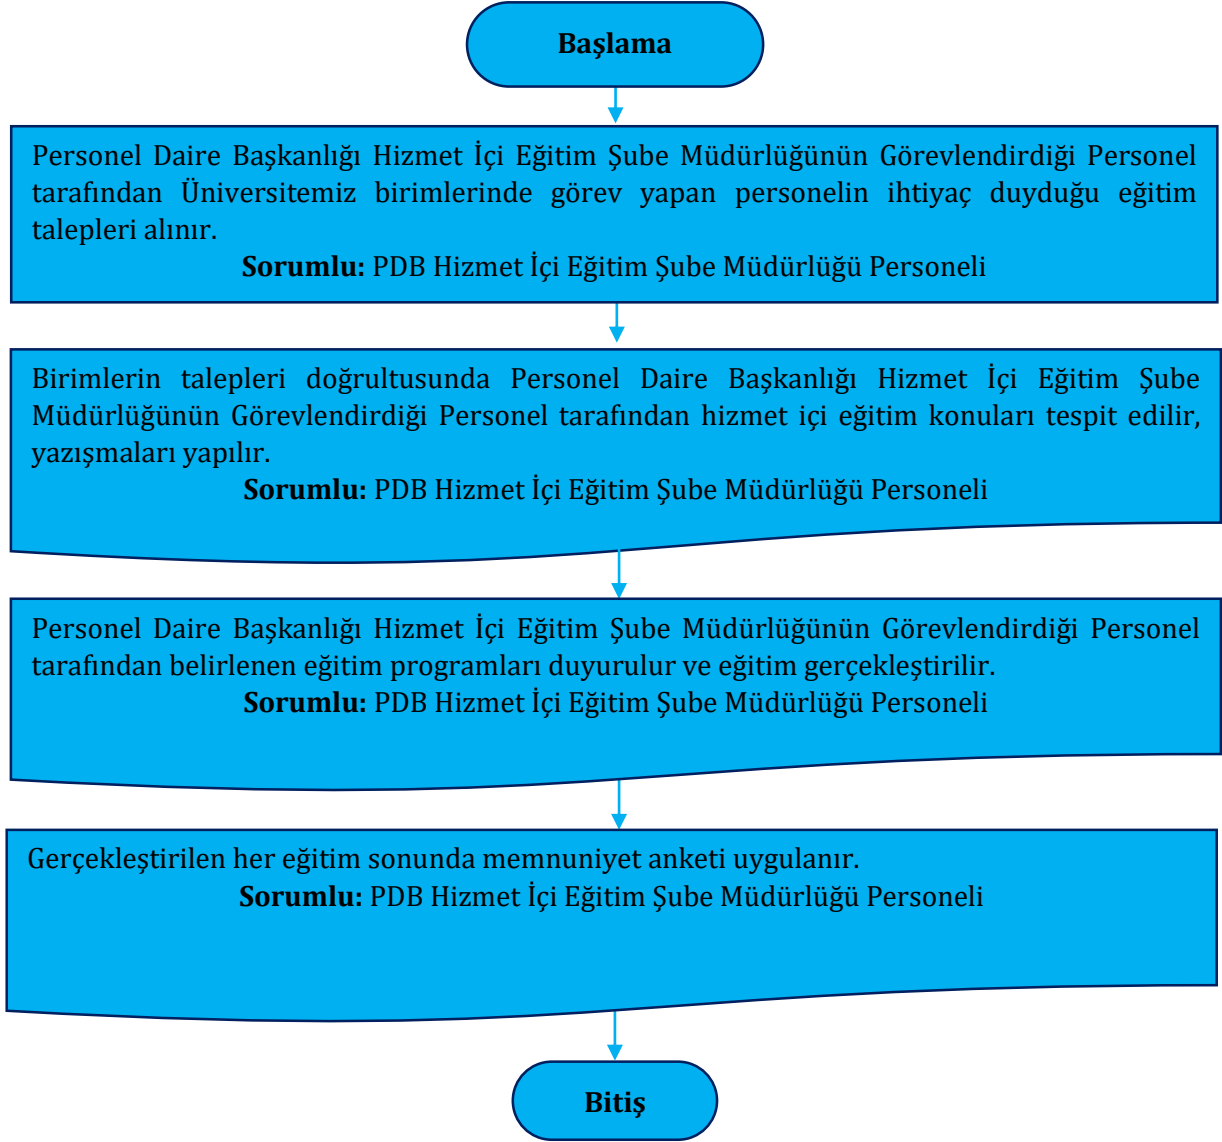 Başlama
Personel Daire Başkanlığı Hizmet İçi Eğitim Şube Müdürlüğünün Görevlendirdiği Personel
tarafından Üniversitemiz birimlerinde görev yapan personelin ihtiyaç duyduğu eğitim
talepleri alınır.
Sorumlu: PDB Hizmet İçi Eğitim Şube Müdürlüğü Personeli
Birimlerin talepleri doğrultusunda Personel Daire Başkanlığı Hizmet İçi Eğitim Şube
Müdürlüğünün Görevlendirdiği Personel tarafından hizmet içi eğitim konuları tespit edilir,
yazışmaları yapılır.
Sorumlu: PDB Hizmet İçi Eğitim Şube Müdürlüğü Personeli
Personel Daire Başkanlığı Hizmet İçi Eğitim Şube Müdürlüğünün Görevlendirdiği Personel
tarafından belirlenen eğitim programları duyurulur ve eğitim gerçekleştirilir.
Sorumlu: PDB Hizmet İçi Eğitim Şube Müdürlüğü Personeli
Gerçekleştirilen her eğitim sonunda memnuniyet anketi uygulanır.
Sorumlu: PDB Hizmet İçi Eğitim Şube Müdürlüğü Personeli
Bitiş